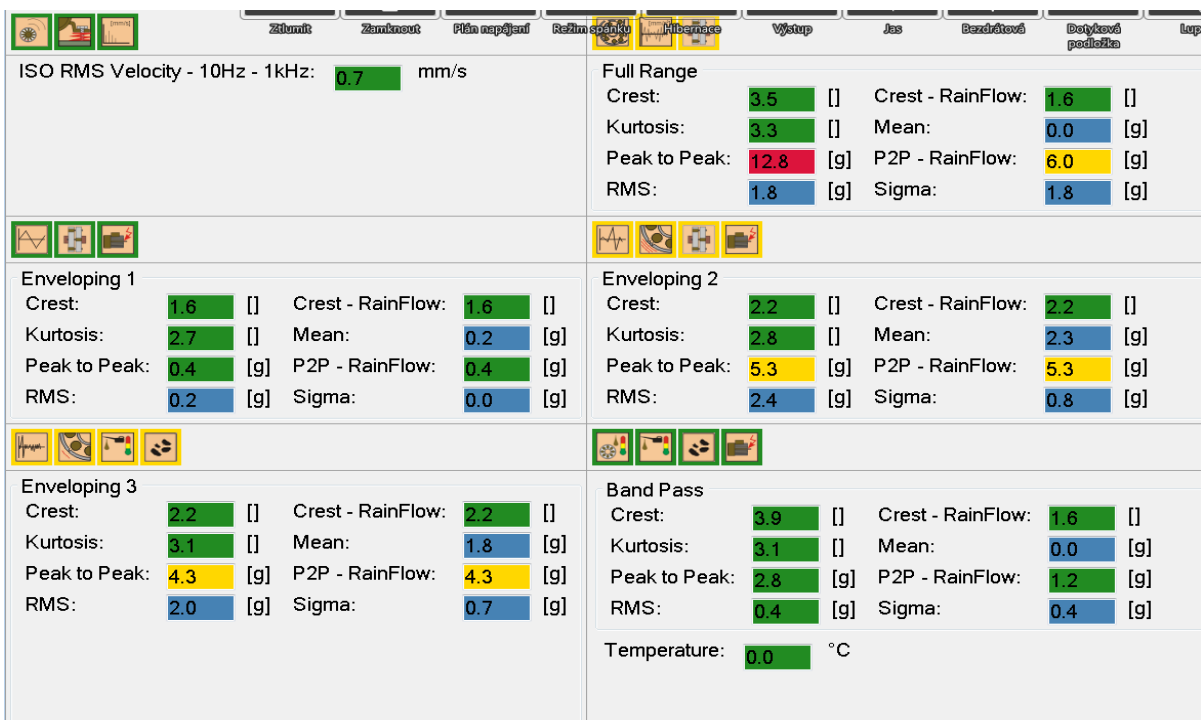 Ztlumit Zamknout Plán napájení Režim spánku Hibernace Výstup Jas Bezdrátová Dotyková podložka Lup
[mm/s]
ISO RMS Velocity - 10Hz - 1kHz: 0.7 mm/s
Full Range
Crest: 3.5 [] Crest - RainFlow: 1.6 []
Kurtosis: 3.3 [] Mean: 0.0 [g]
Peak to Peak: 12.8 [g] P2P - RainFlow: 6.0 [g]
RMS: 1.8 [g] Sigma: 1.8 [g]
Enveloping 1
Crest: 1.6 [] Crest - RainFlow: 1.6 []
Kurtosis: 2.7 [] Mean: 0.2 [g]
Peak to Peak: 0.4 [g] P2P - RainFlow: 0.4 [g]
RMS: 0.2 [g] Sigma: 0.0 [g]
Enveloping 2
Crest: 2.2 [] Crest - RainFlow: 2.2 []
Kurtosis: 2.8 [] Mean: 2.3 [g]
Peak to Peak: 5.3 [g] P2P - RainFlow: 5.3 [g]
RMS: 2.4 [g] Sigma: 0.8 [g]
Enveloping 3
Crest: 2.2 [] Crest - RainFlow: 2.2 []
Kurtosis: 3.1 [] Mean: 1.8 [g]
Peak to Peak: 4.3 [g] P2P - RainFlow: 4.3 [g]
RMS: 2.0 [g] Sigma: 0.7 [g]
Band Pass
Crest: 3.9 [] Crest - RainFlow: 1.6 []
Kurtosis: 3.1 [] Mean: 0.0 [g]
Peak to Peak: 2.8 [g] P2P - RainFlow: 1.2 [g]
RMS: 0.4 [g] Sigma: 0.4 [g]
Temperature: 0.0 °C